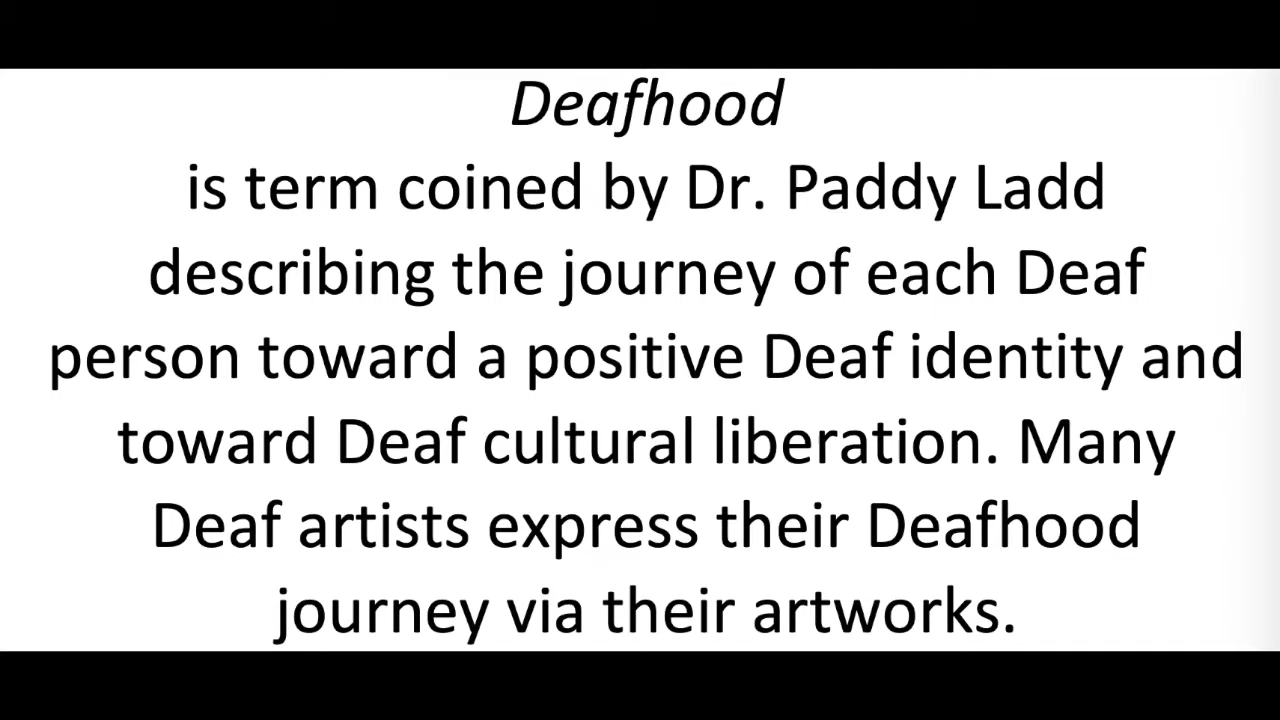 Deafhood
is term coined by Dr. Paddy Ladd
describing the journey of each Deaf
person toward a positive Deaf identity and
toward Deaf cultural liberation. Many
Deaf artists express their Deafhood
journey via their artworks.